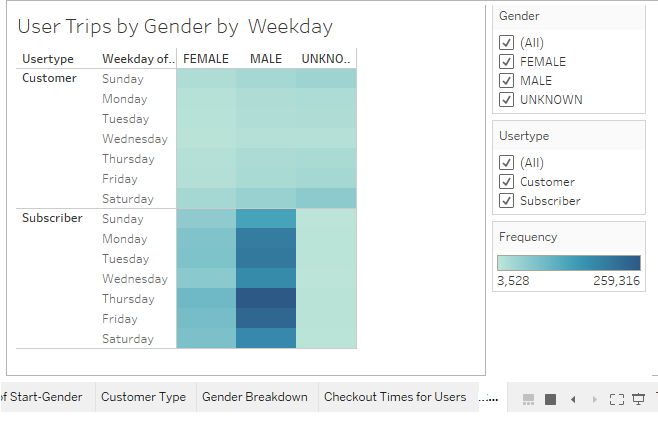 User Trips by Gender by Weekday
Usertype Weekday of.. FEMALE MALE UNKNO..
Customer Sunday
Monday
Tuesday
Wednesday
Thursday
Friday
Saturday
Subscriber Sunday
Monday
Tuesday
Wednesday
Thursday
Friday
Saturday
Gender
(All)
FEMALE
MALE
UNKNOWN
Usertype
(All)
Customer
Subscriber
Frequency
3,528 259,316
of Start-Gender Customer Type Gender Breakdown Checkout Times for Users ...